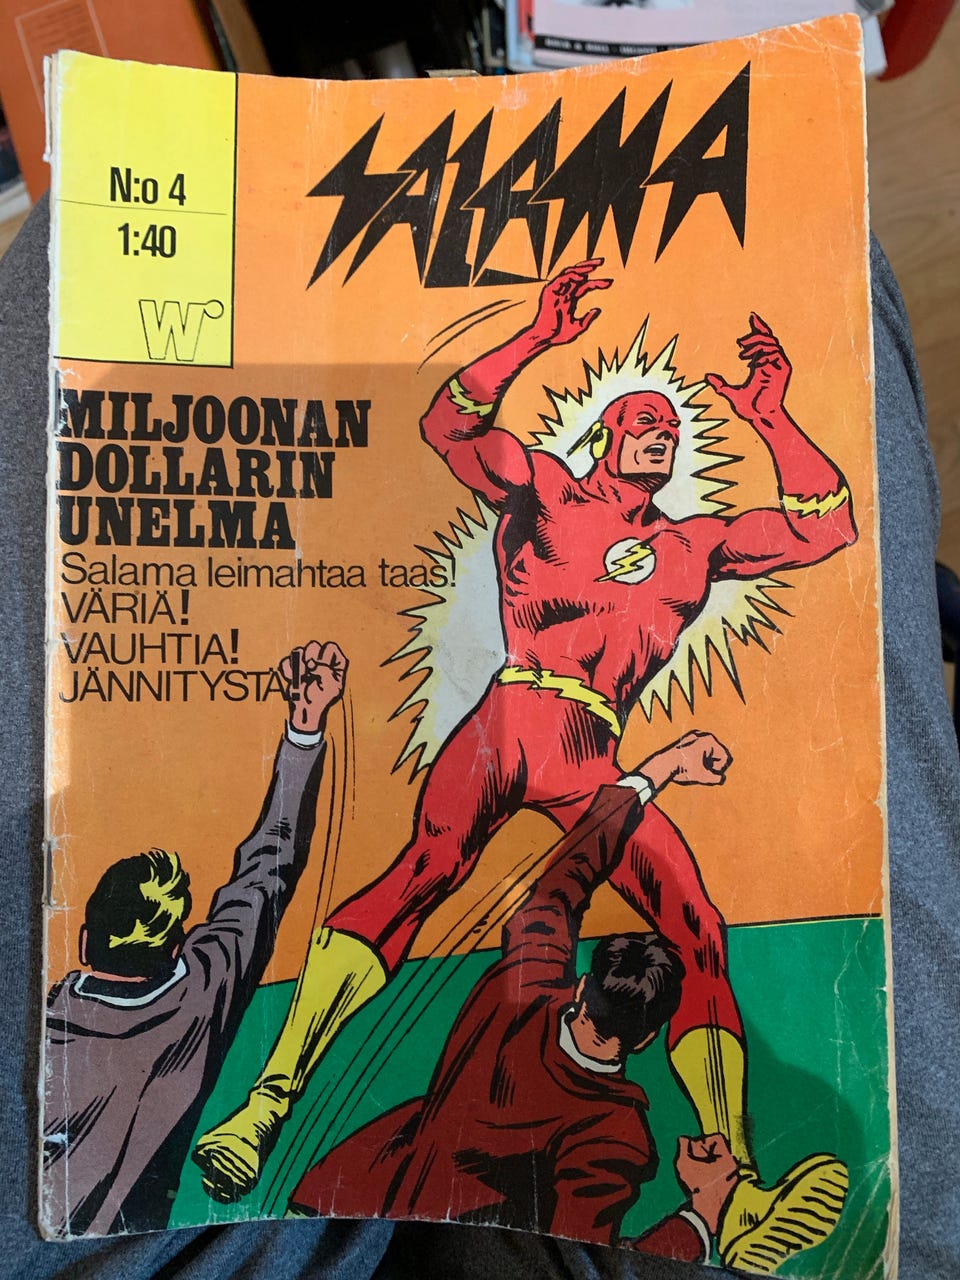 SALAMA
N:o 4
1:40
W
MILJOONAN
DOLLARIN
UNELMA
Salama leimahtaa taas!
VÄRIÄ!
VAUHTIA!
JÄNNITYSTÄ!